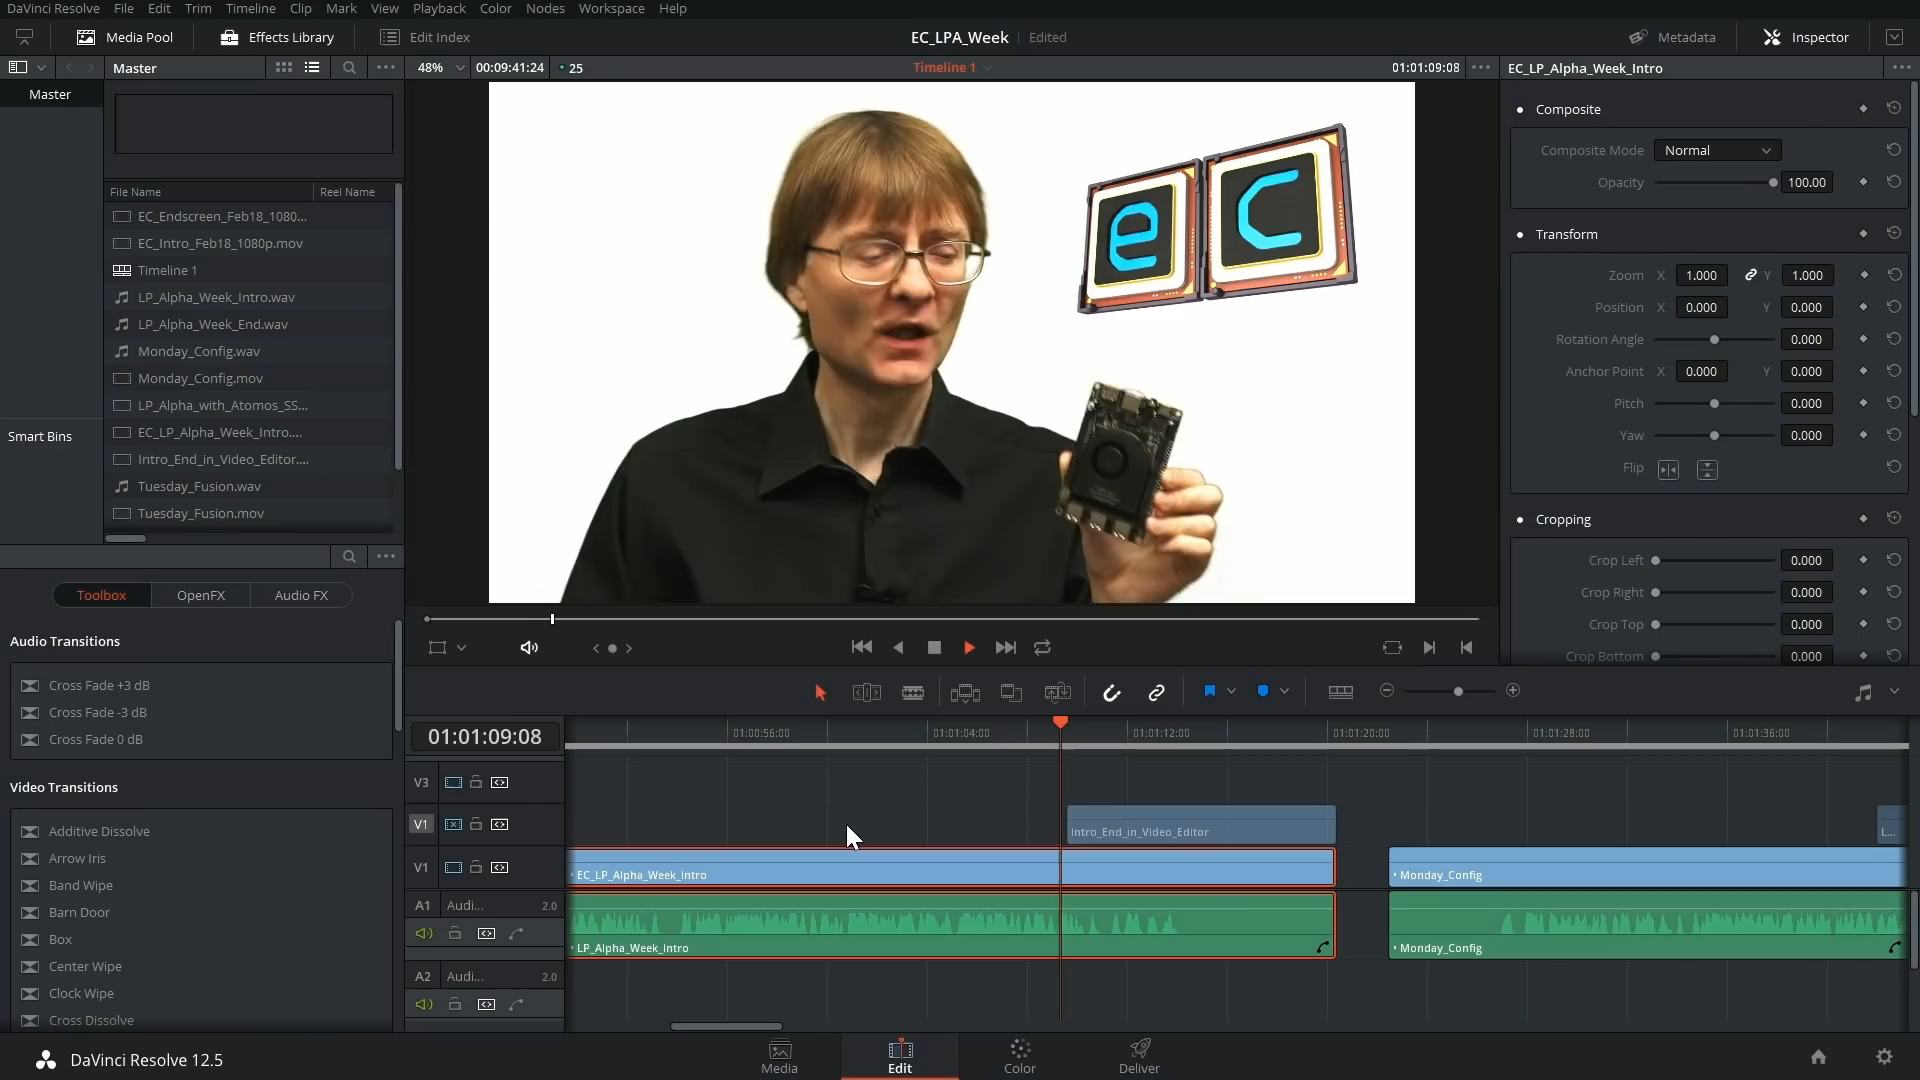 DaVinci Resolve File Edit Trim Timeline Clip Mark View Playback Color Nodes Workspace Help
Media Pool Effects Library Edit Index EC_LPA_Week Edited Metadata Inspector
Master 48% 00:09:41:24 25 Timeline 1 01:01:09:08 EC_LP_Alpha_Week_Intro
Master
File Name Reel Name
EC_Endscreen_Feb18_1080...
EC_Intro_Feb18_1080p.mov
Timeline 1
LP_Alpha_Week_Intro.wav
LP_Alpha_Week_End.wav
Monday_Config.wav
Monday_Config.mov
LP_Alpha_with_Atomos_SS...
EC_LP_Alpha_Week_Intro....
Intro_End_in_Video_Editor....
Tuesday_Fusion.wav
Tuesday_Fusion.mov
Smart Bins
e C
Composite
Composite Mode Normal
Opacity 100.00
Transform
Zoom X 1.000 Y 1.000
Position X 0.000 Y 0.000
Rotation Angle 0.000
Anchor Point X 0.000 Y 0.000
Pitch 0.000
Yaw 0.000
Flip
Cropping
Crop Left 0.000
Crop Right 0.000
Crop Top 0.000
Crop Bottom 0.000
Toolbox OpenFX Audio FX
Audio Transitions
Cross Fade +3 dB
Cross Fade -3 dB
Cross Fade 0 dB
Video Transitions
Additive Dissolve
Arrow Iris
Band Wipe
Barn Door
Box
Center Wipe
Clock Wipe
Cross Dissolve
01:01:09:08 01:00:56:00 01:01:04:00 01:01:12:00 01:01:20:00 01:01:28:00 01:01:36:00
V3
V1 Intro_End_in_Video_Editor L...
V1 EC_LP_Alpha_Week_Intro Monday_Config
A1 Audi... 2.0
LP_Alpha_Week_Intro Monday_Config
A2 Audi... 2.0
DaVinci Resolve 12.5 Media Edit Color Deliver